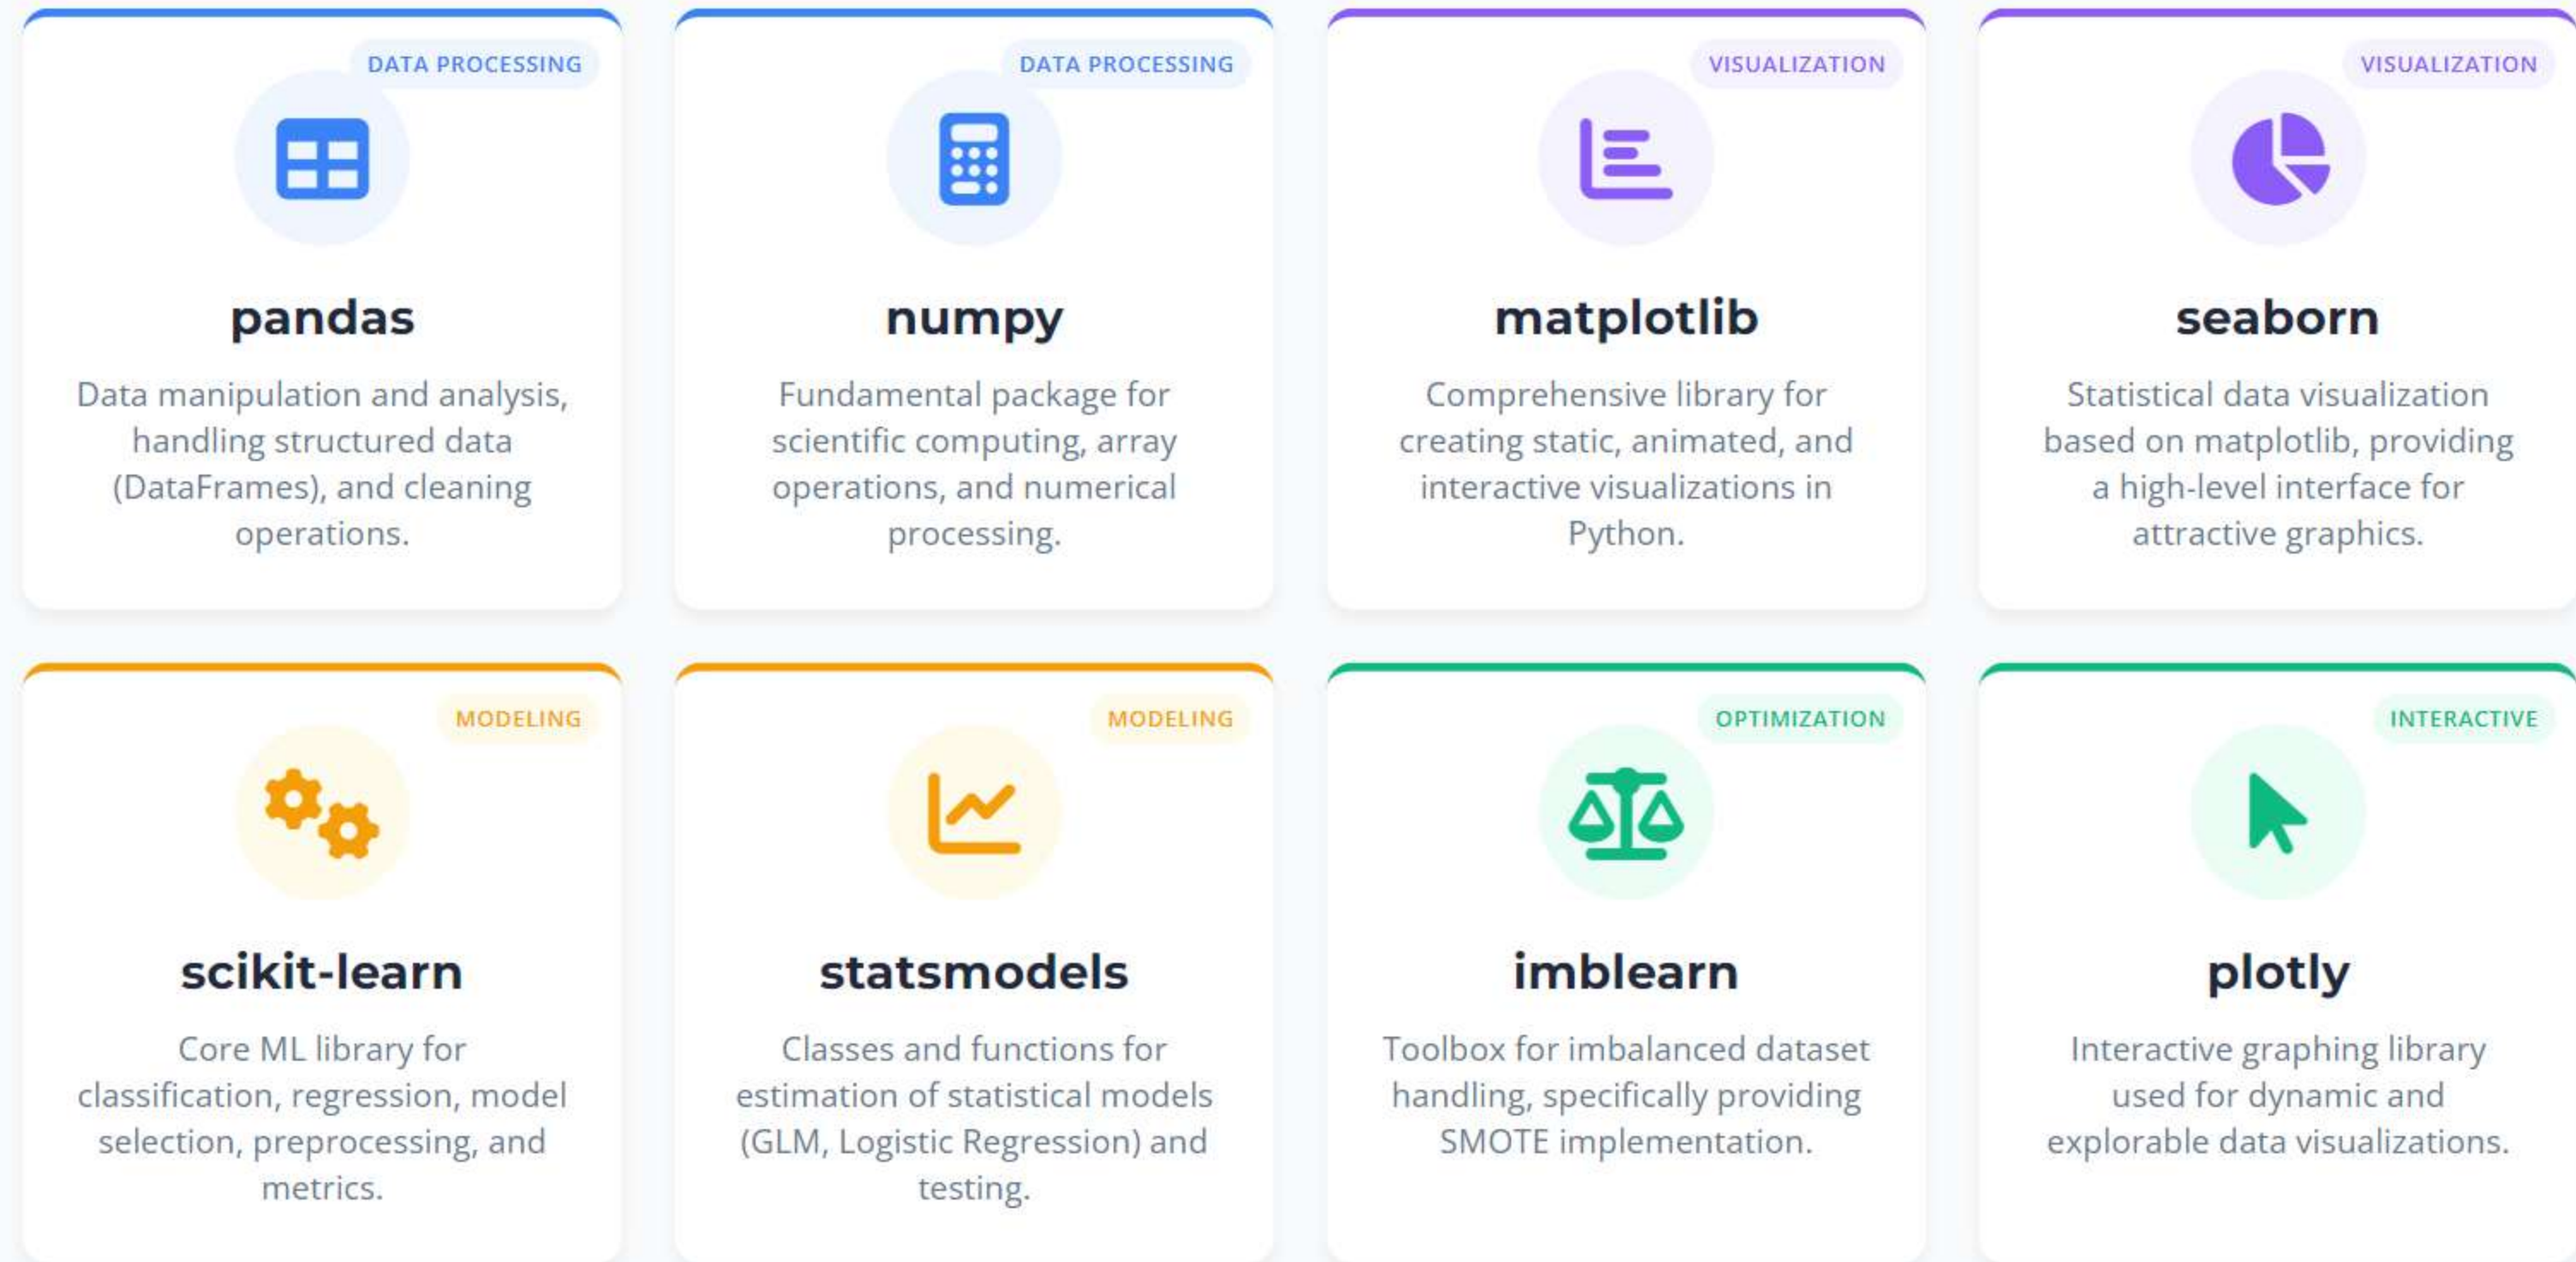 DATA PROCESSING
pandas
Data manipulation and analysis,
handling structured data
(DataFrames), and cleaning
operations.
DATA PROCESSING
numpy
Fundamental package for
scientific computing, array
operations, and numerical
processing.
VISUALIZATION
matplotlib
Comprehensive library for
creating static, animated, and
interactive visualizations in
Python.
VISUALIZATION
seaborn
Statistical data visualization
based on matplotlib, providing
a high-level interface for
attractive graphics.
MODELING
scikit-learn
Core ML library for
classification, regression, model
selection, preprocessing, and
metrics.
MODELING
statsmodels
Classes and functions for
estimation of statistical models
(GLM, Logistic Regression) and
testing.
OPTIMIZATION
imblearn
Toolbox for imbalanced dataset
handling, specifically providing
SMOTE implementation.
INTERACTIVE
plotly
Interactive graphing library
used for dynamic and
explorable data visualizations.